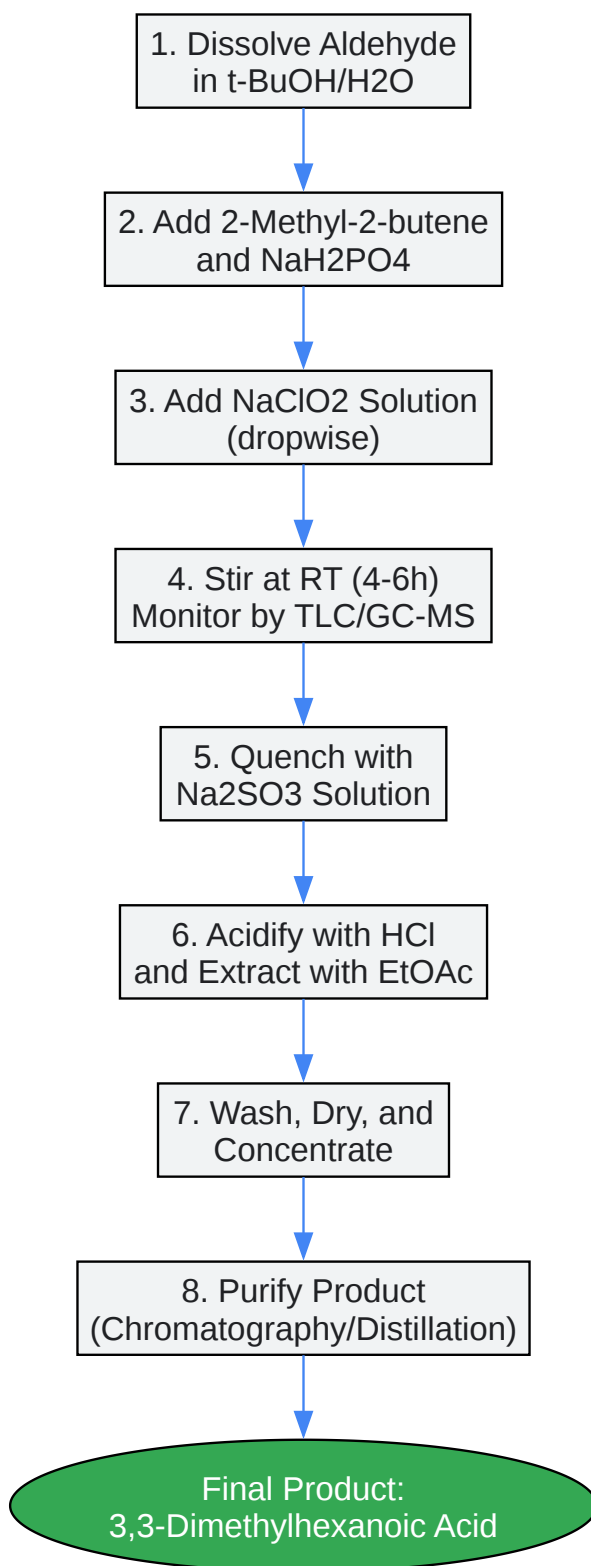 1. Dissolve Aldehyde
in t-BuOH/H2O
2. Add 2-Methyl-2-butene
and NaH2PO4
3. Add NaClO2 Solution
(dropwise)
4. Stir at RT (4-6h)
Monitor by TLC/GC-MS
5. Quench with
Na2SO3 Solution
6. Acidify with HCl
and Extract with EtOAc
7. Wash, Dry, and
Concentrate
8. Purify Product
(Chromatography/Distillation)
Final Product:
3,3-Dimethylhexanoic Acid